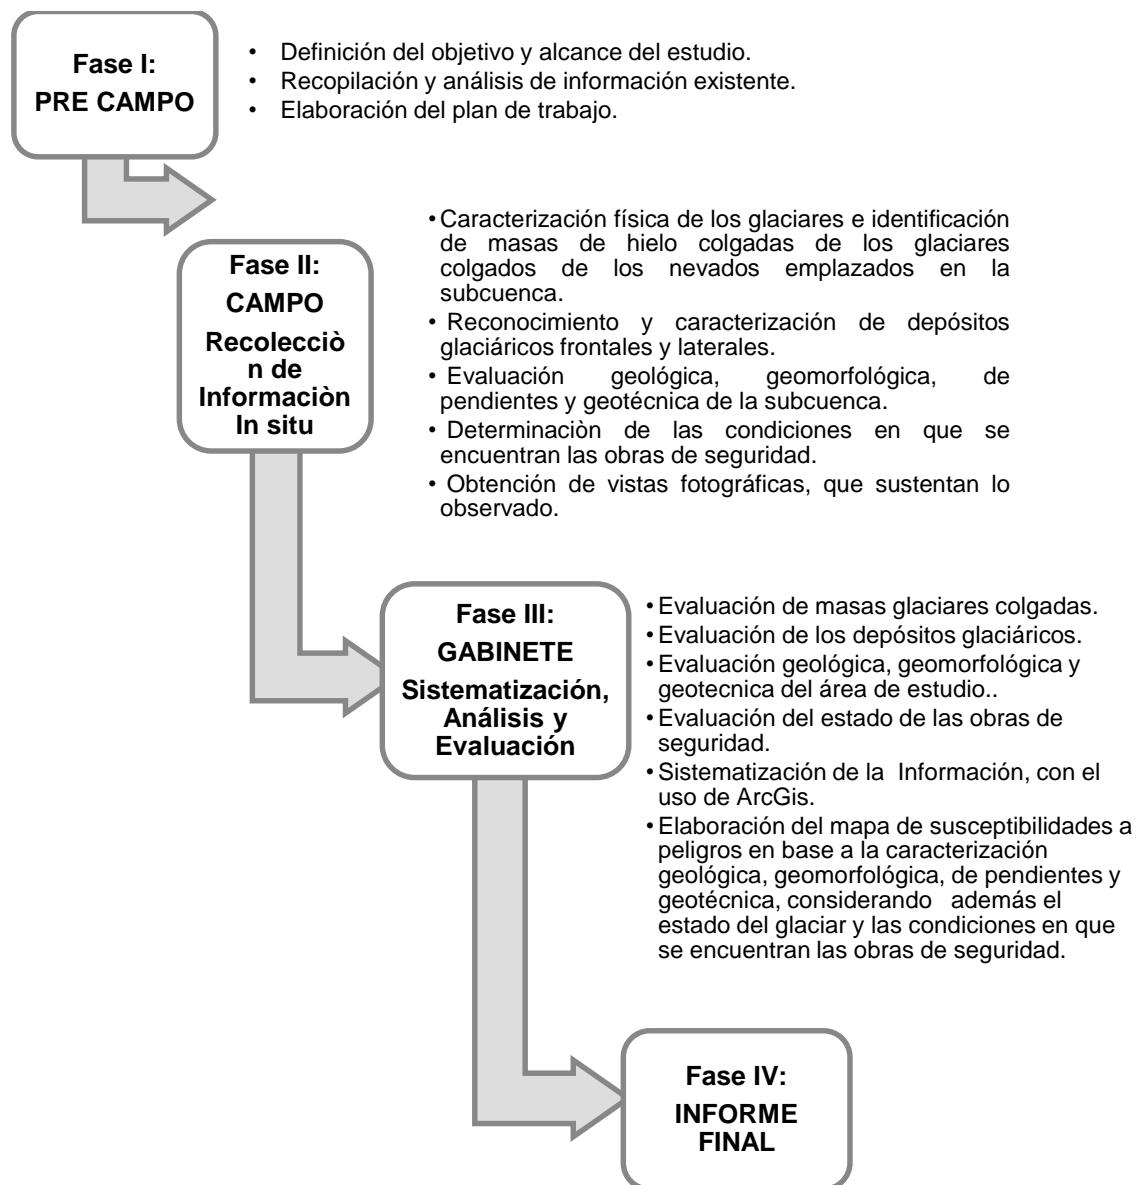 Fase I:
PRE CAMPO
• Definición del objetivo y alcance del estudio.
• Recopilación y análisis de información existente.
• Elaboración del plan de trabajo.
Fase II:
CAMPO
Recolecciò
n de
Informaciòn
In situ
• Caracterización física de los glaciares e identificación
de masas de hielo colgadas de los glaciares
colgados de los nevados emplazados en la
subcuenca.
• Reconocimiento y caracterización de depósitos
glaciáricos frontales y laterales.
• Evaluación geológica, geomorfológica, de
pendientes y geotécnica de la subcuenca.
• Determinaciòn de las condiciones en que se
encuentran las obras de seguridad.
• Obtención de vistas fotográficas, que sustentan lo
observado.
Fase III:
GABINETE
Sistematización,
Análisis y
Evaluación
• Evaluación de masas glaciares colgadas.
• Evaluación de los depósitos glaciáricos.
• Evaluación geológica, geomorfológica y
geotecnica del área de estudio..
• Evaluación del estado de las obras de
seguridad.
• Sistematización de la Información, con el
uso de ArcGis.
• Elaboración del mapa de susceptibilidades a
peligros en base a la caracterización
geológica, geomorfológica, de pendientes y
geotécnica, considerando además el
estado del glaciar y las condiciones en que
se encuentran las obras de seguridad.
Fase IV:
INFORME
FINAL